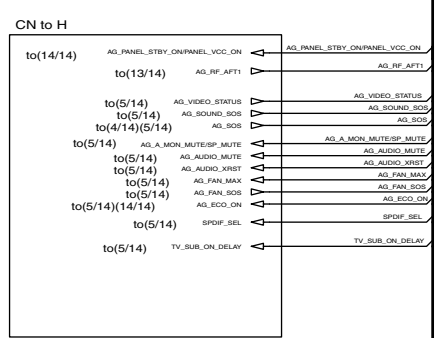 CN to H
to(14/14) AG_PANEL_STBY_ON/PANEL_VCC_ON AG_PANEL_STBY_ON/PANEL_VCC_ON
to(13/14) AG_RF_AFT1 AG_RF_AFT1
to(5/14) AG_VIDEO_STATUS AG_VIDEO_STATUS
to(5/14) AG_SOUND_SOS AG_SOUND_SOS
to(4/14)(5/14) AG_SOS AG_SOS
to(5/14) AG_A_MON_MUTE/SP_MUTE AG_A_MON_MUTE/SP_MUTE
to(5/14) AG_AUDIO_MUTE AG_AUDIO_MUTE
to(5/14) AG_AUDIO_XRST AG_AUDIO_XRST
to(5/14) AG_FAN_MAX AG_FAN_MAX
to(5/14) AG_FAN_SOS AG_FAN_SOS
to(5/14)(14/14) AG_ECO_ON AG_ECO_ON
to(5/14) SPDIF_SEL SPDIF_SEL
to(5/14) TV_SUB_ON_DELAY TV_SUB_ON_DELAY